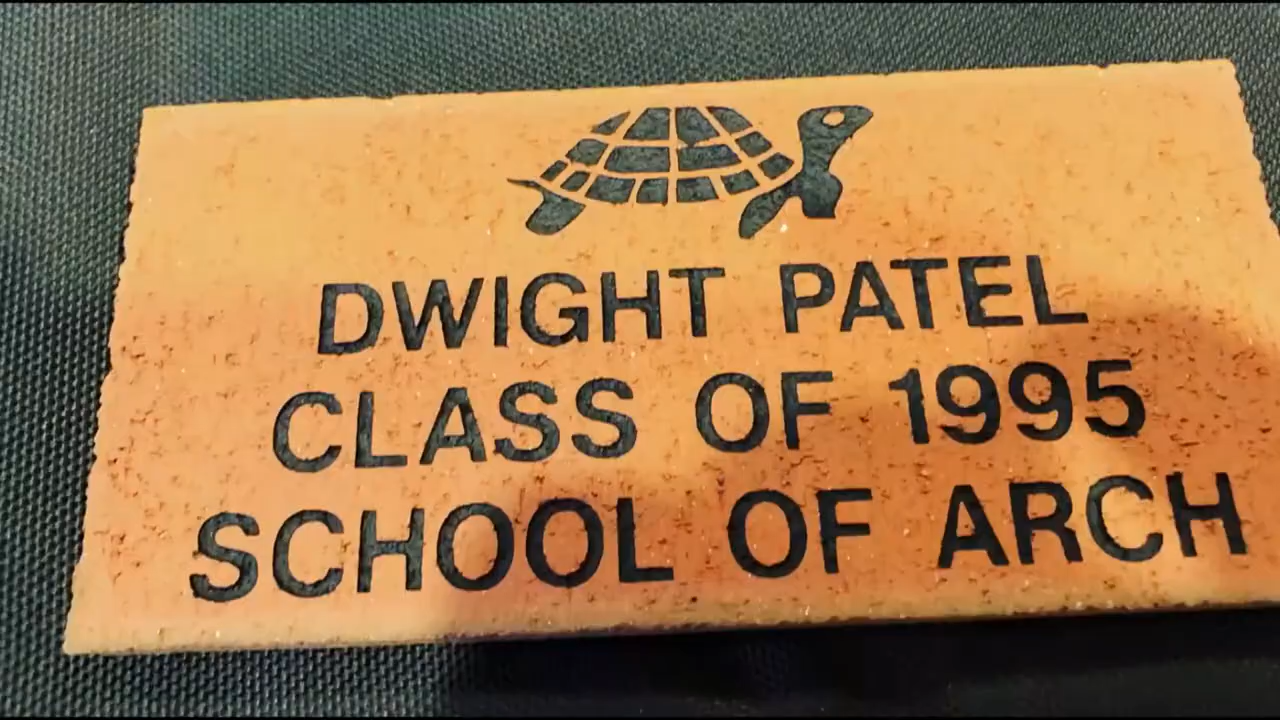 DWIGHT PATEL
CLASS OF 1995
SCHOOL OF ARCH